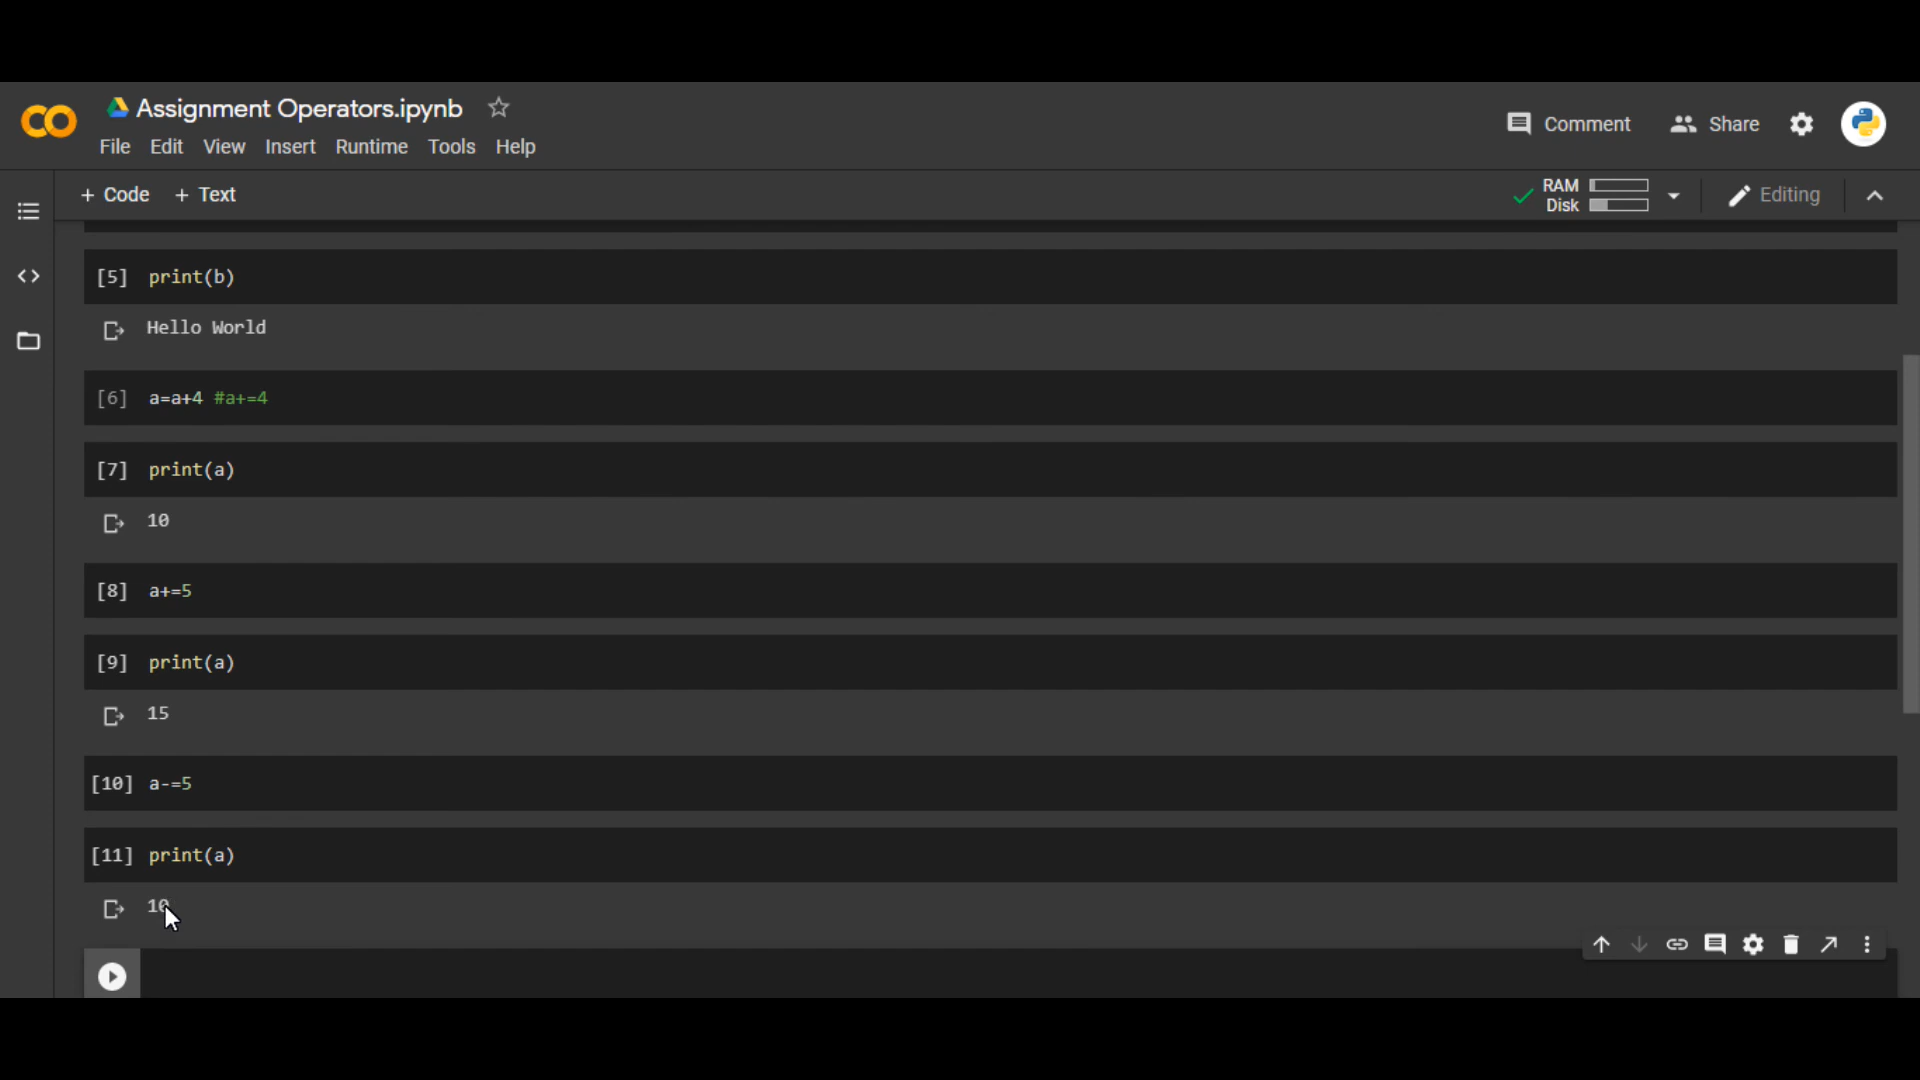 Assignment Operators.ipynb
Comment
Share
File Edit View Insert Runtime Tools Help
+ Code + Text
RAM
Disk
Editing
[5] print(b)
Hello World
[6] a=a+4 #a+=4
[7] print(a)
10
[8] a+=5
[9] print(a)
15
[10] a-=5
[11] print(a)
10